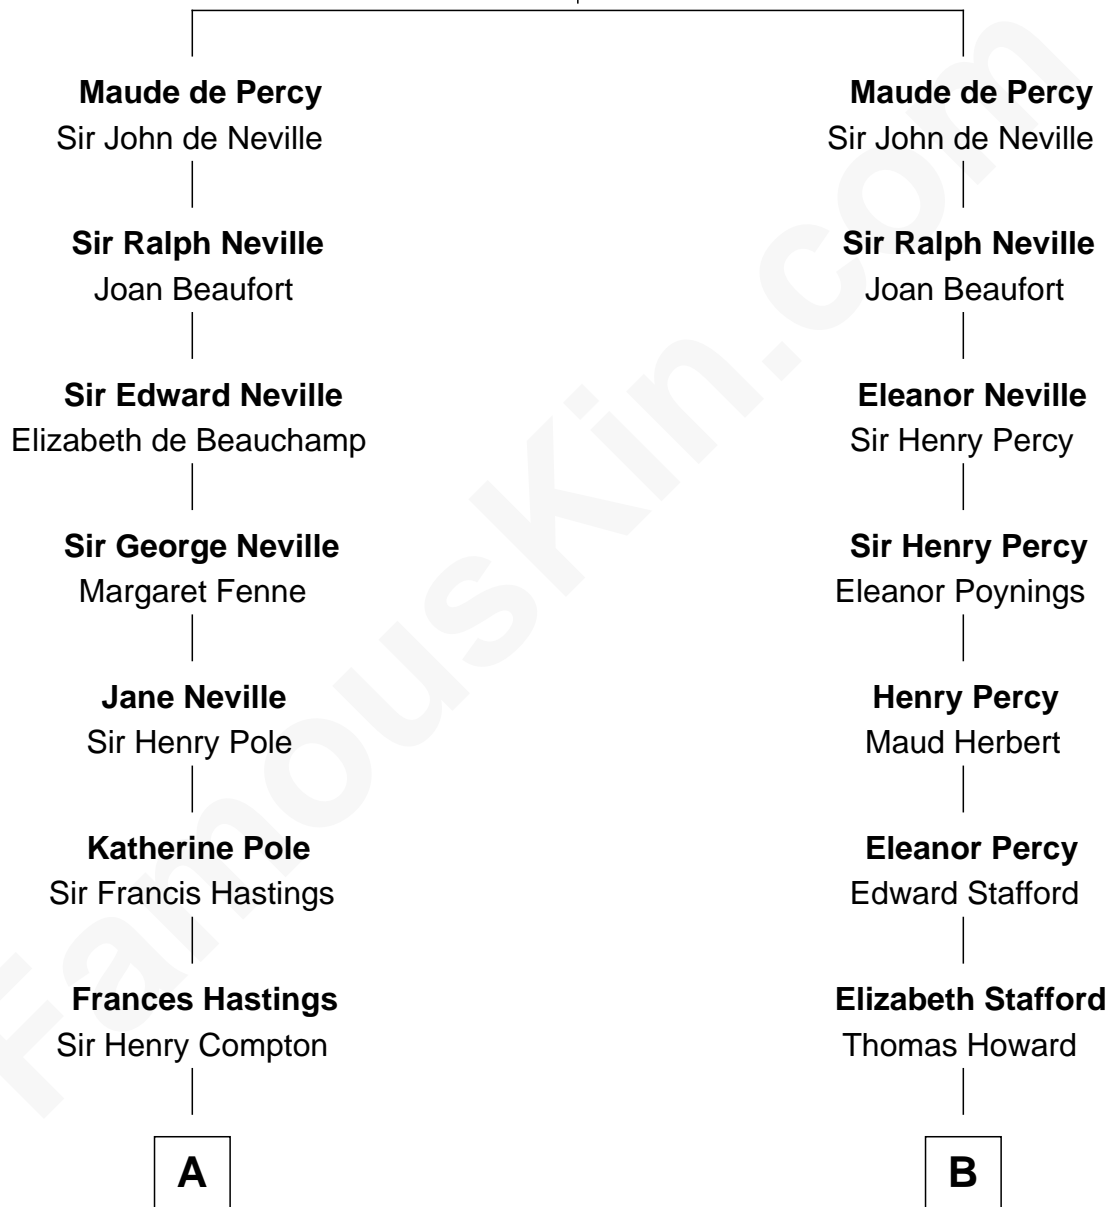 Maude de Percy
Sir John de Neville
Sir Ralph Neville
Joan Beaufort
Sir Edward Neville
Elizabeth de Beauchamp
Sir George Neville
Margaret Fenne
Jane Neville
Sir Henry Pole
Katherine Pole
Sir Francis Hastings
Frances Hastings
Sir Henry Compton
A
Maude de Percy
Sir John de Neville
Sir Ralph Neville
Joan Beaufort
Eleanor Neville
Sir Henry Percy
Sir Henry Percy
Eleanor Poynings
Henry Percy
Maud Herbert
Eleanor Percy
Edward Stafford
Elizabeth Stafford
Thomas Howard
B
FamousKin.com